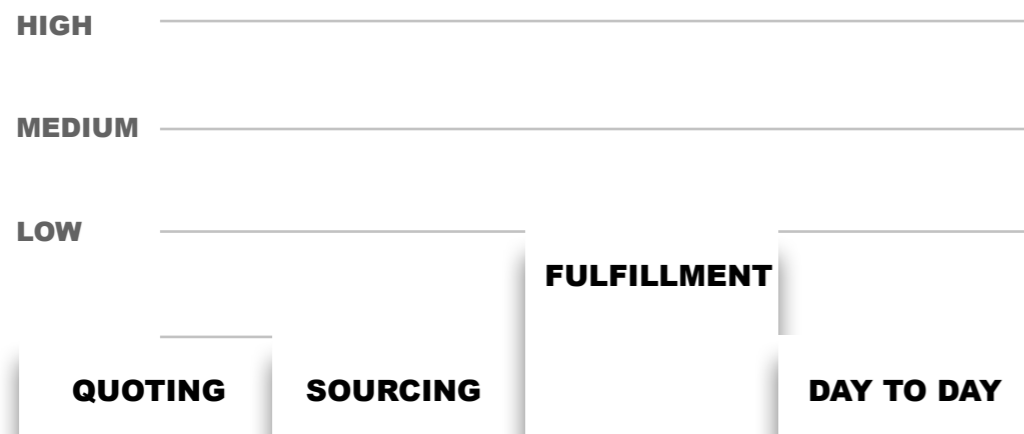 HIGH
MEDIUM
LOW
FULFILLMENT
QUOTING SOURCING DAY TO DAY